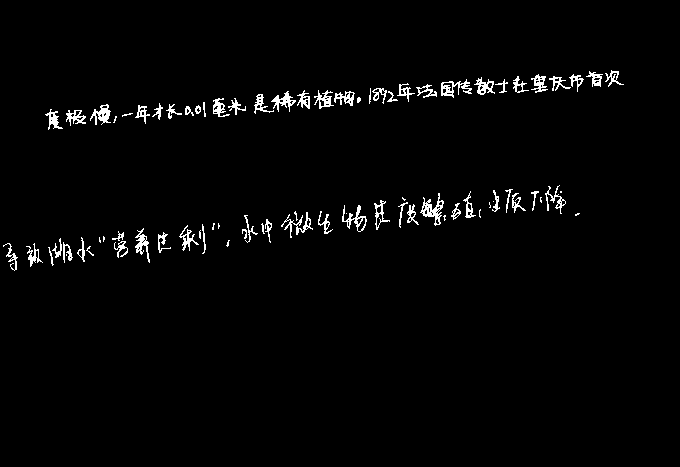 度极慢,一年才长0.01毫米是稀有植物。1892年法国传教士在重庆市首次
导致湖水“营养过剩”,水中微生物过度繁殖,水质下降.